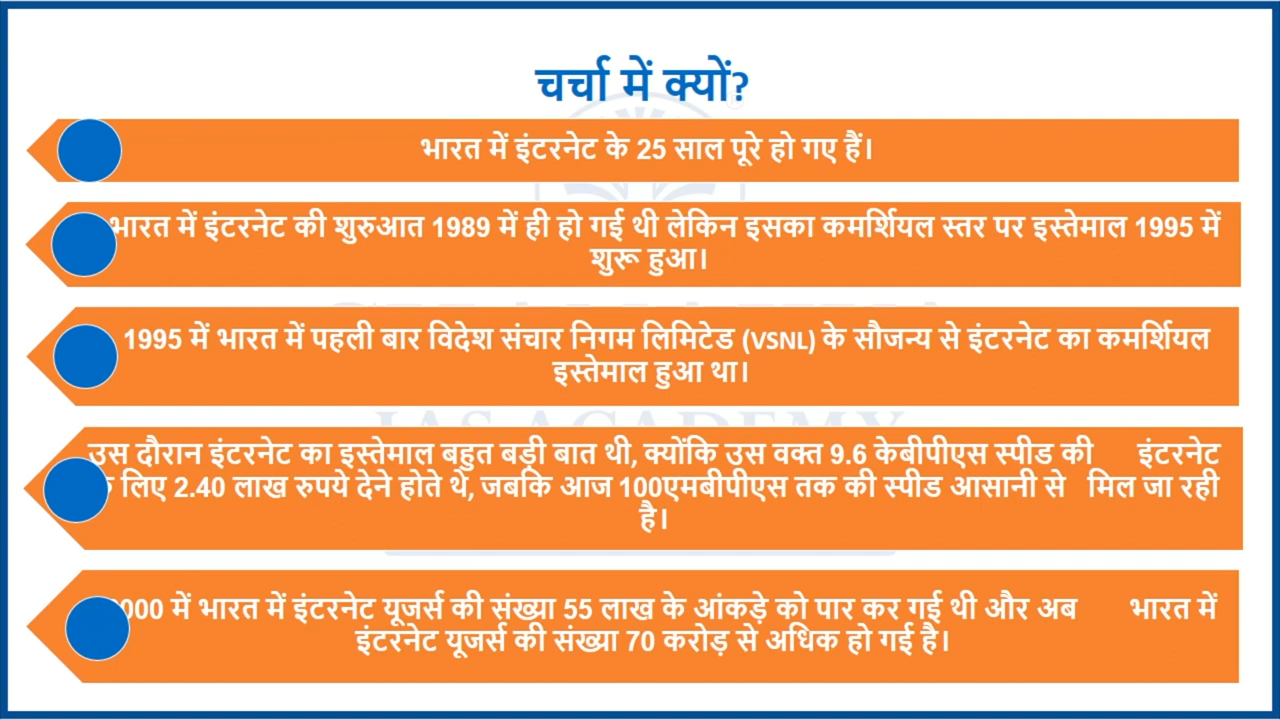 चर्चा में क्यों?
भारत में इंटरनेट के 25 साल पूरे हो गए हैं।
भारत में इंटरनेट की शुरुआत 1989 में ही हो गई थी लेकिन इसका कमर्शियल स्तर पर इस्तेमाल 1995 में
शुरू हुआ।
1995 में भारत में पहली बार विदेश संचार निगम लिमिटेड (VSNL) के सौजन्य से इंटरनेट का कमर्शियल
इस्तेमाल हुआ था।
उस दौरान इंटरनेट का इस्तेमाल बहुत बड़ी बात थी, क्योंकि उस वक्त 9.6 केबीपीएस स्पीड की इंटरनेट
लिए 2.40 लाख रुपये देने होते थे, जबकि आज 100एमबीपीएस तक की स्पीड आसानी से मिल जा रही
है।
में भारत में इंटरनेट यूजर्स की संख्या 55 लाख के आंकड़े को पार कर गई थी और अब भारत में
इंटरनेट यूजर्स की संख्या 70 करोड़ से अधिक हो गई है।
IAS ACADEMY